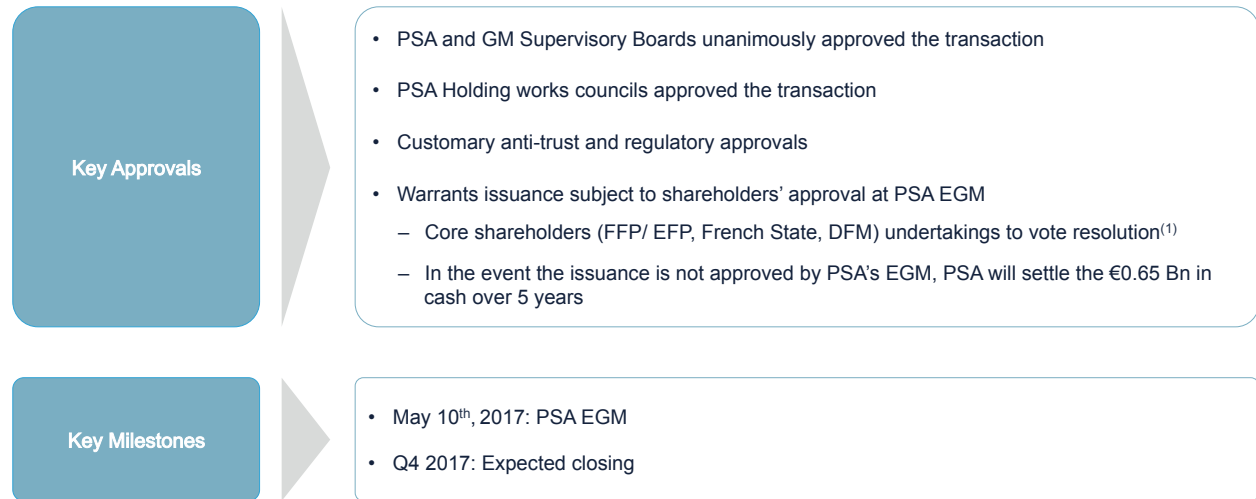 Key Approvals
• PSA and GM Supervisory Boards unanimously approved the transaction
• PSA Holding works councils approved the transaction
• Customary anti-trust and regulatory approvals
• Warrants issuance subject to shareholders’ approval at PSA EGM
– Core shareholders (FFP/ EFP, French State, DFM) undertakings to vote resolution(1)
– In the event the issuance is not approved by PSA’s EGM, PSA will settle the €0.65 Bn in
cash over 5 years
Key Milestones
• May 10th, 2017: PSA EGM
• Q4 2017: Expected closing